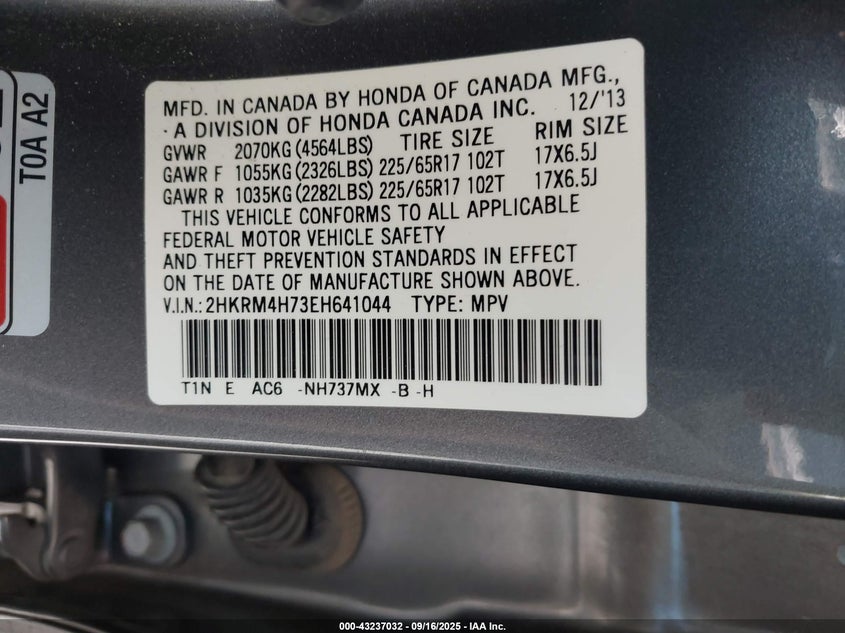 T0A A2
MFD. IN CANADA BY HONDA OF CANADA MFG.,
·A DIVISION OF HONDA CANADA INC. 12/'13
GVWR 2070KG(4564LBS) TIRE SIZE RIM SIZE
GAWR F 1055KG(2326LBS) 225/65R17 102T 17X6.5J
GAWR R 1035KG(2282LBS) 225/65R17 102T 17X6.5J
THIS VEHICLE CONFORMS TO ALL APPLICABLE
FEDERAL MOTOR VEHICLE SAFETY
AND THEFT PREVENTION STANDARDS IN EFFECT
ON THE DATE OF MANUFACTURE SHOWN ABOVE.
V.I.N.:2HKRM4H73EH641044 TYPE: MPV
T1N E AC6 -NH737MX -B -H
000-43237032 - 09/16/2025 - IAA Inc.